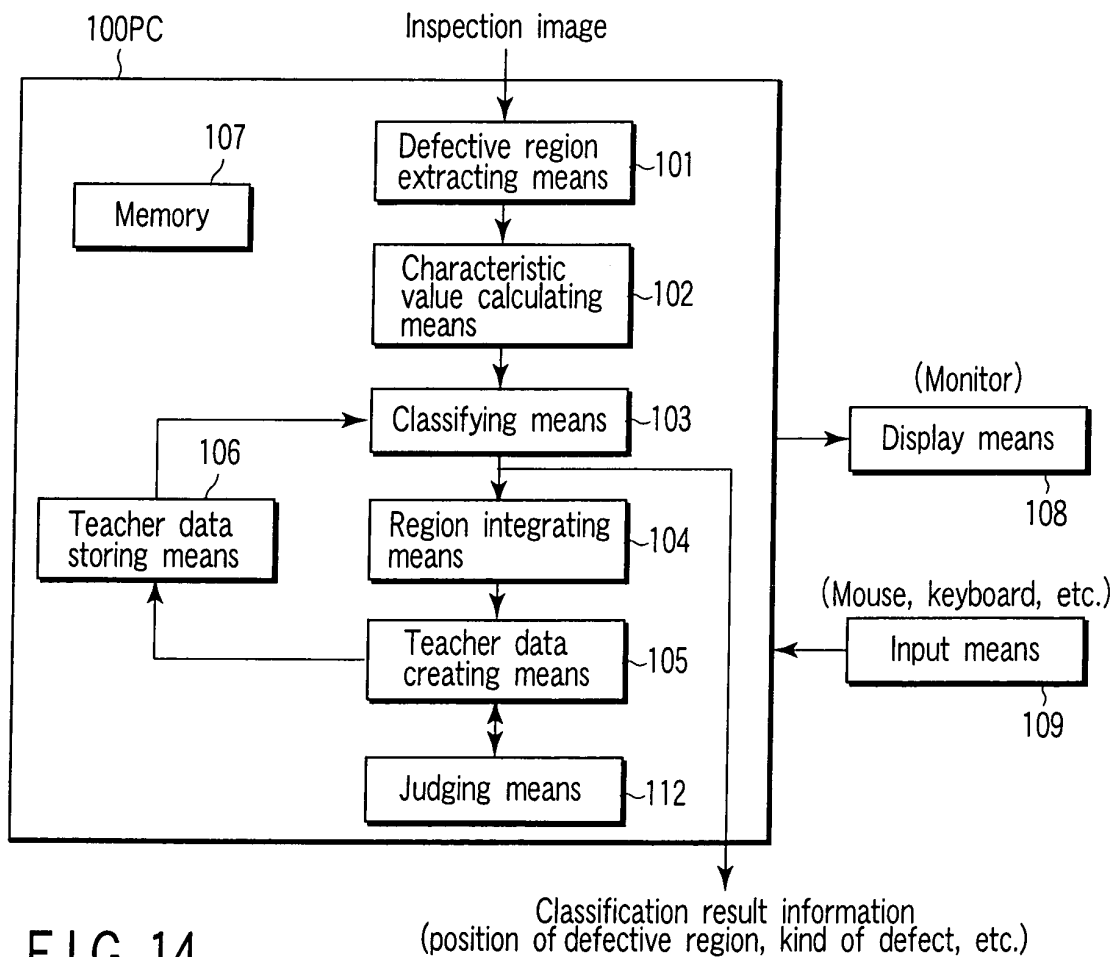 100PC
Inspection image
107
Memory
Defective region
extracting means
101
Characteristic
value calculating
means
102
Classifying means
103
106
Teacher data
storing means
Region integrating
means
104
Teacher data
creating means
105
Judging means
112
(Monitor)
Display means
108
(Mouse, keyboard, etc.)
Input means
109
Classification result information
(position of defective region, kind of defect, etc.)
FIG. 14